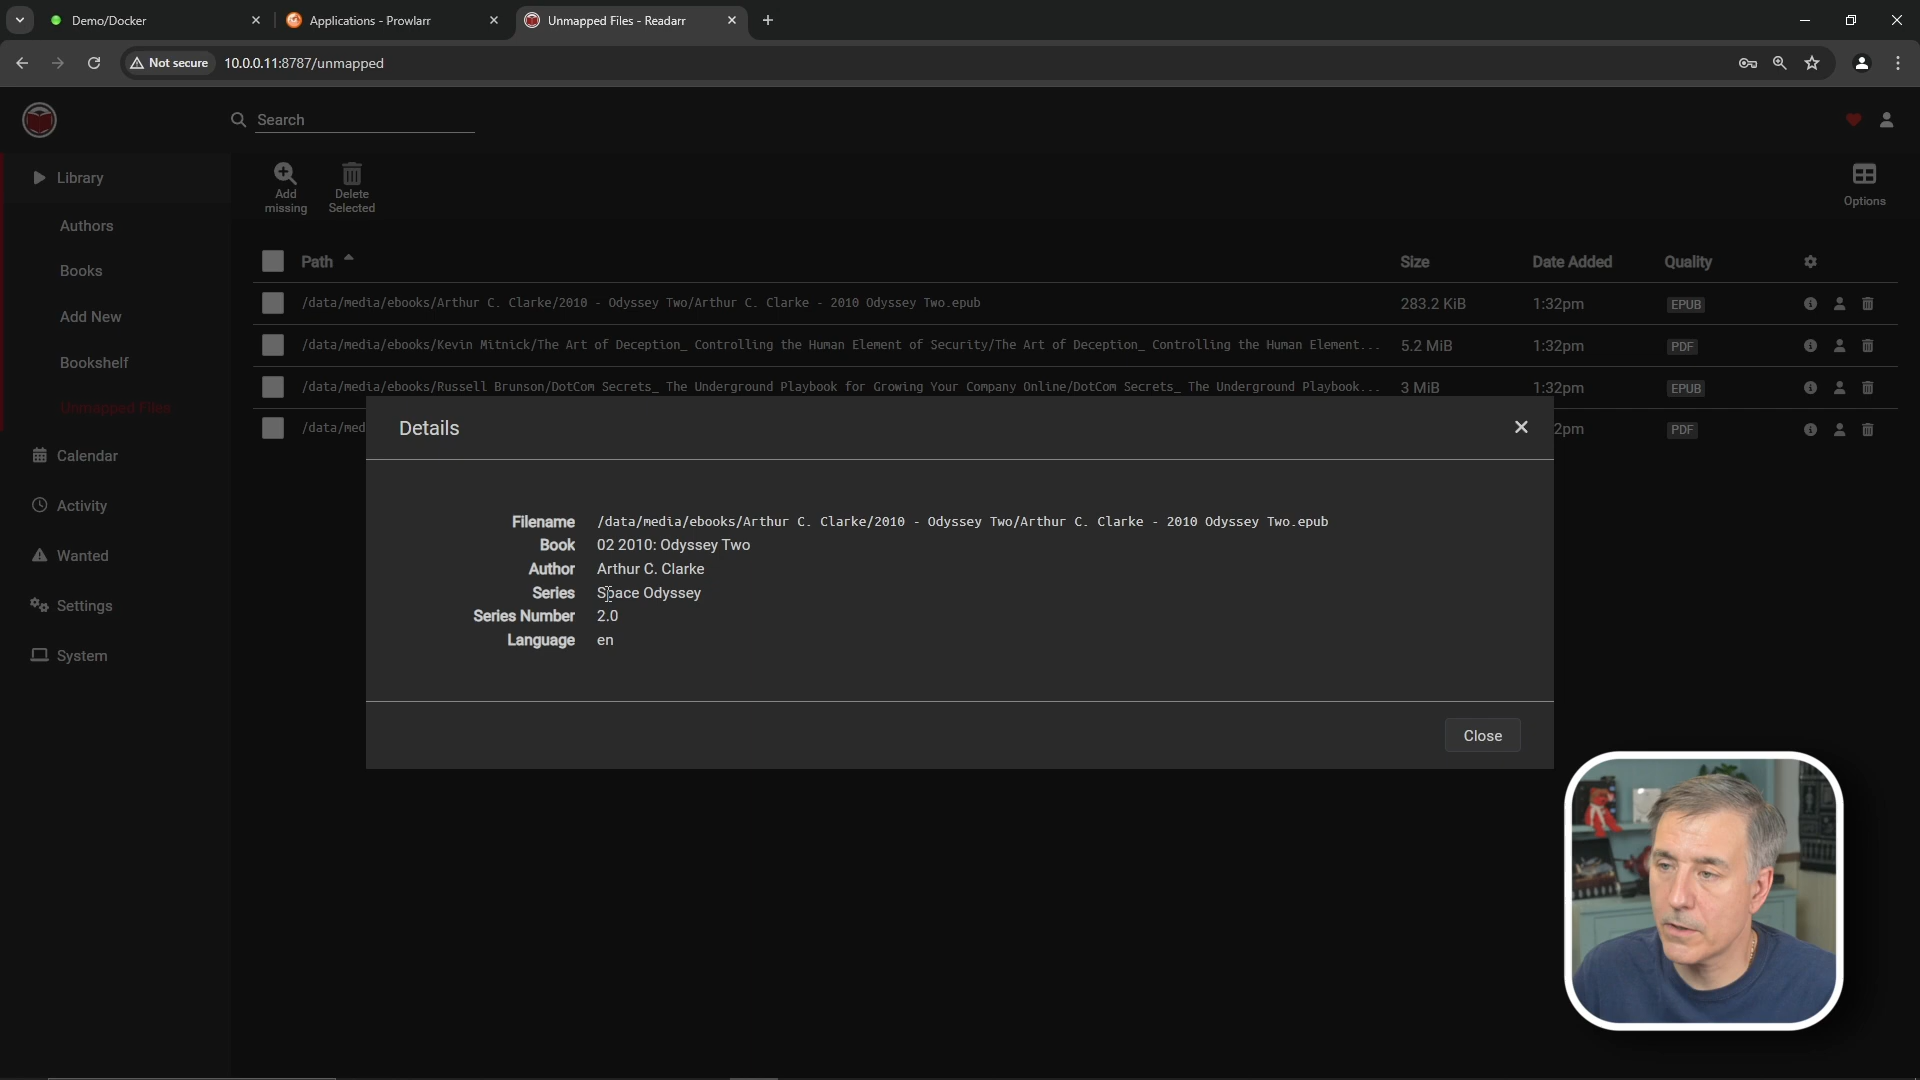 Demo/Docker
Applications - Prowlarr
Unmapped Files - Readarr
Not secure
10.0.0.11:8787/unmapped
Search
Library
Authors
Books
Add New
Bookshelf
Unmapped Files
Calendar
Activity
Wanted
Settings
System
Add missing
Delete Selected
Options
Path Size Date Added Quality
/data/media/ebooks/Arthur C. Clarke/2010 - Odyssey Two/Arthur C. Clarke - 2010 Odyssey Two.epub 283.2 KiB 1:32pm EPUB
/data/media/ebooks/Kevin Mitnick/The Art of Deception_ Controlling the Human Element of Security/The Art of Deception_ Controlling the Human Element... 5.2 MiB 1:32pm PDF
/data/media/ebooks/Russell Brunson/DotCom Secrets_ The Underground Playbook for Growing Your Company Online/DotCom Secrets_ The Underground Playbook... 3 MiB 1:32pm EPUB
/data/med 2pm PDF
Details
Filename /data/media/ebooks/Arthur C. Clarke/2010 - Odyssey Two/Arthur C. Clarke - 2010 Odyssey Two.epub
Book 02 2010: Odyssey Two
Author Arthur C. Clarke
Series Space Odyssey
Series Number 2.0
Language en
Close